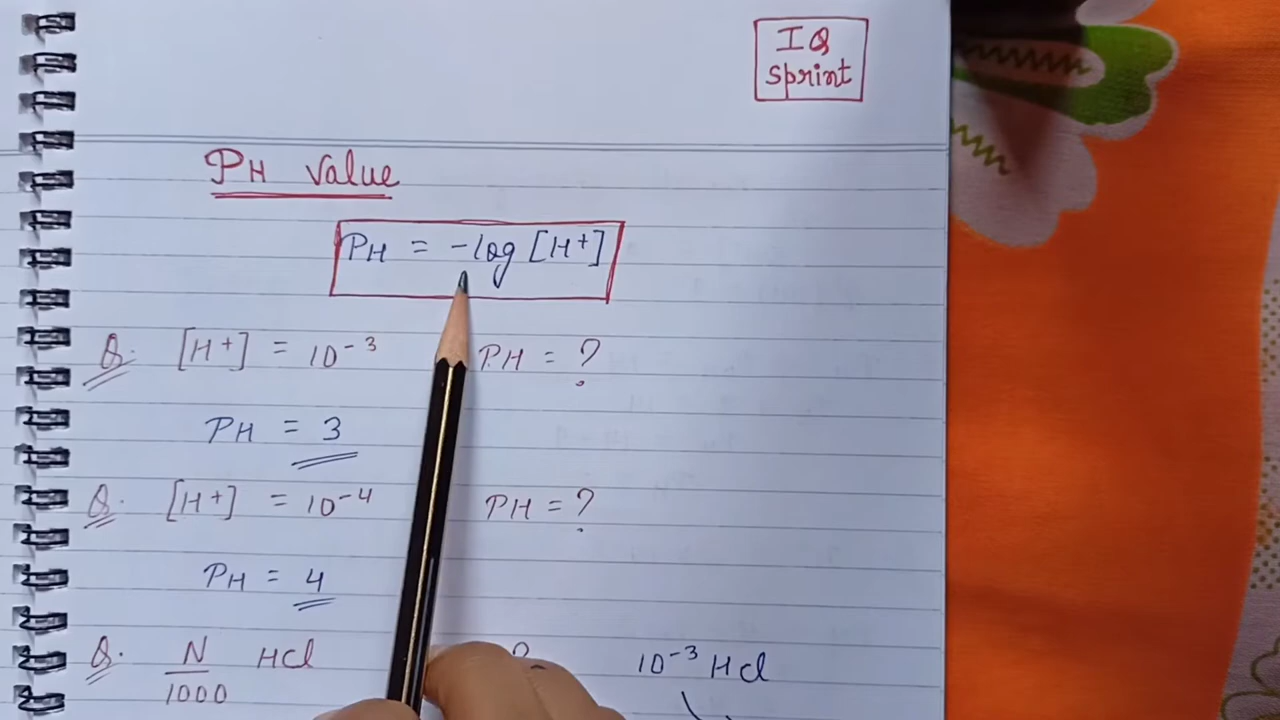 IQ
Sprint
PH Value
PH = -log [H+]
Q. [H+] = 10⁻³ PH = ?
PH = 3
Q. [H+] = 10⁻⁴ PH = ?
PH = 4
Q. N/1000 HCl ? 10⁻³ HCl